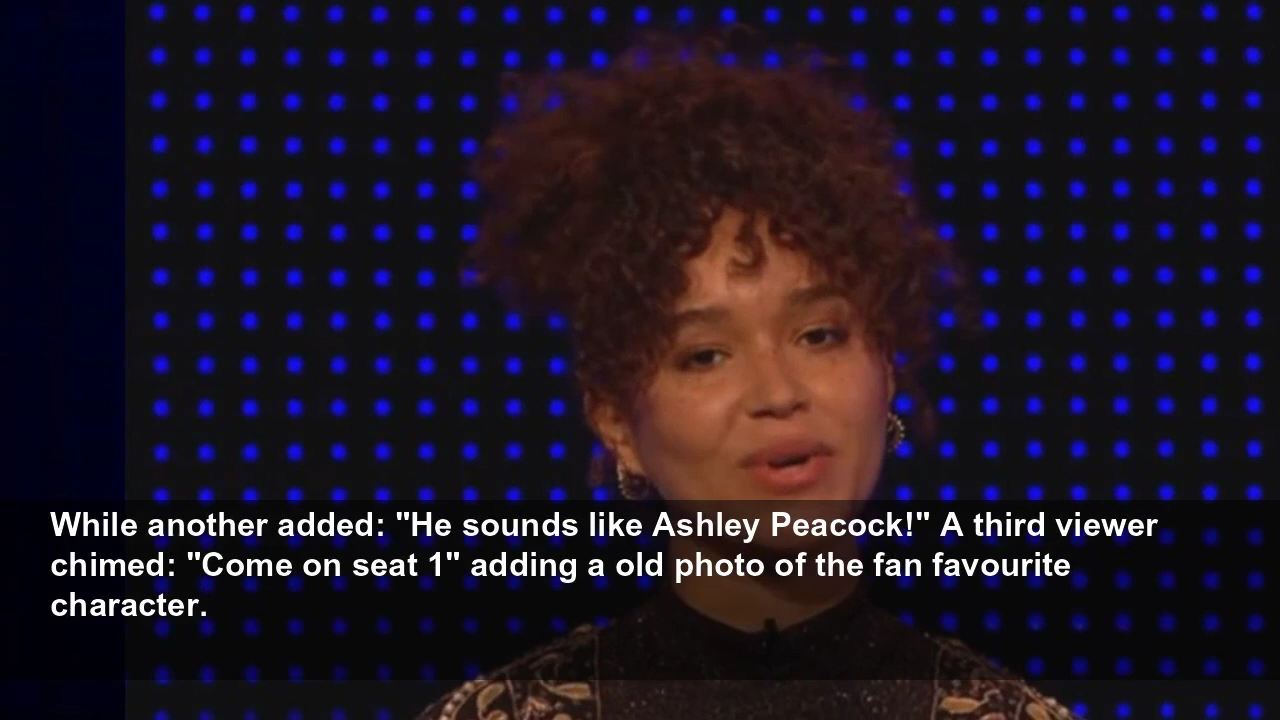 While another added: "He sounds like Ashley Peacock!" A third viewer
chimed: "Come on seat 1" adding a old photo of the fan favourite
character.